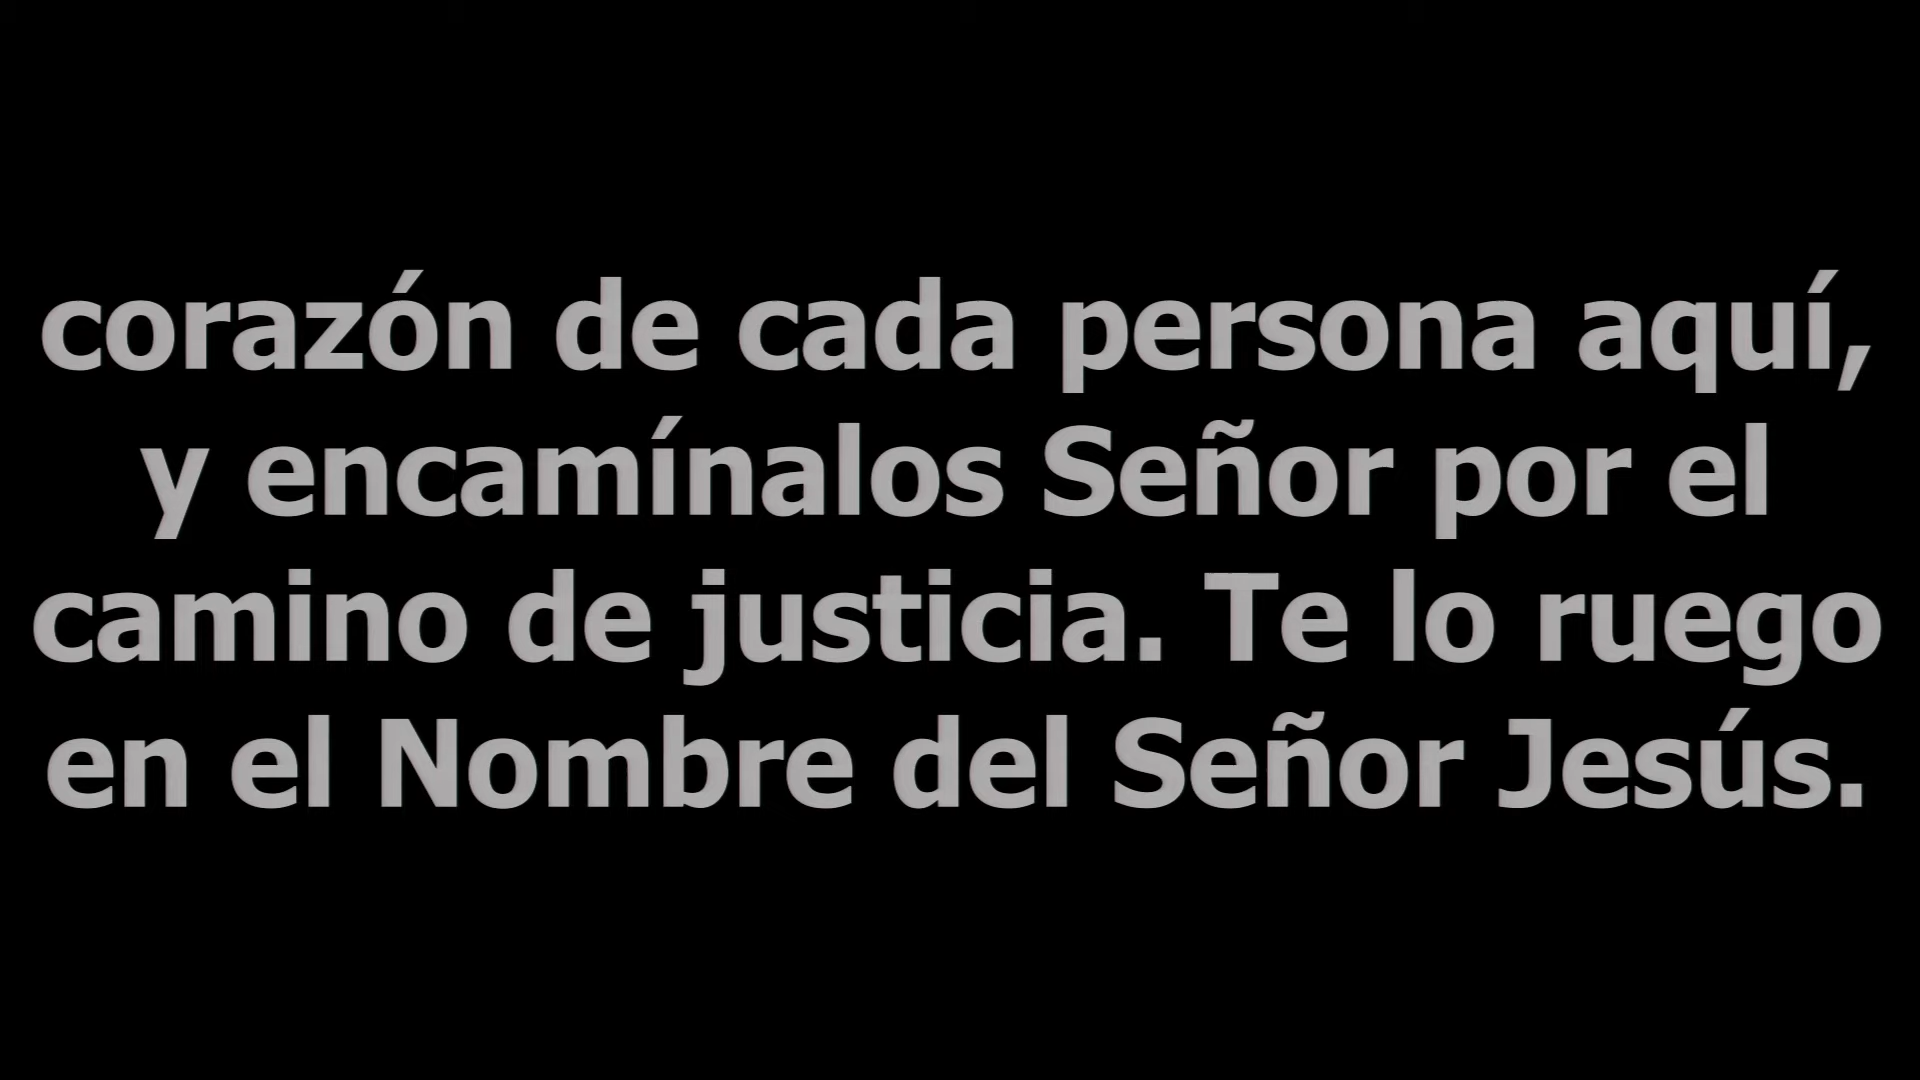 corazón de cada persona aquí,
y encamínalos Señor por el
camino de justicia. Te lo ruego
en el Nombre del Señor Jesús.